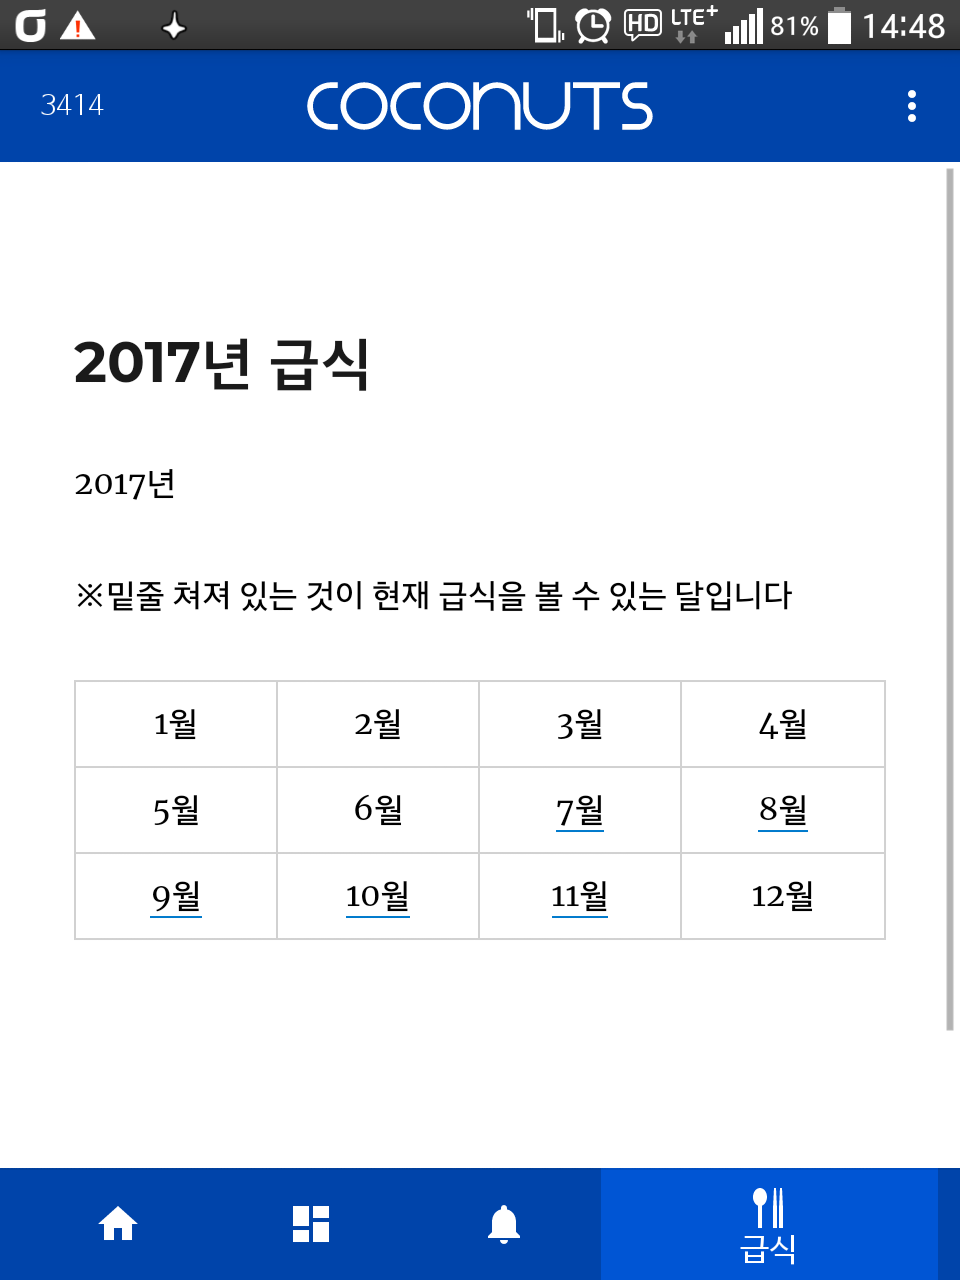 HD LTE+ 81% 14:48
3414 COCONUTS
2017년 급식
2017년
※밑줄 쳐져 있는 것이 현재 급식을 볼 수 있는 달입니다
1월 2월 3월 4월
5월 6월 7월 8월
9월 10월 11월 12월
급식